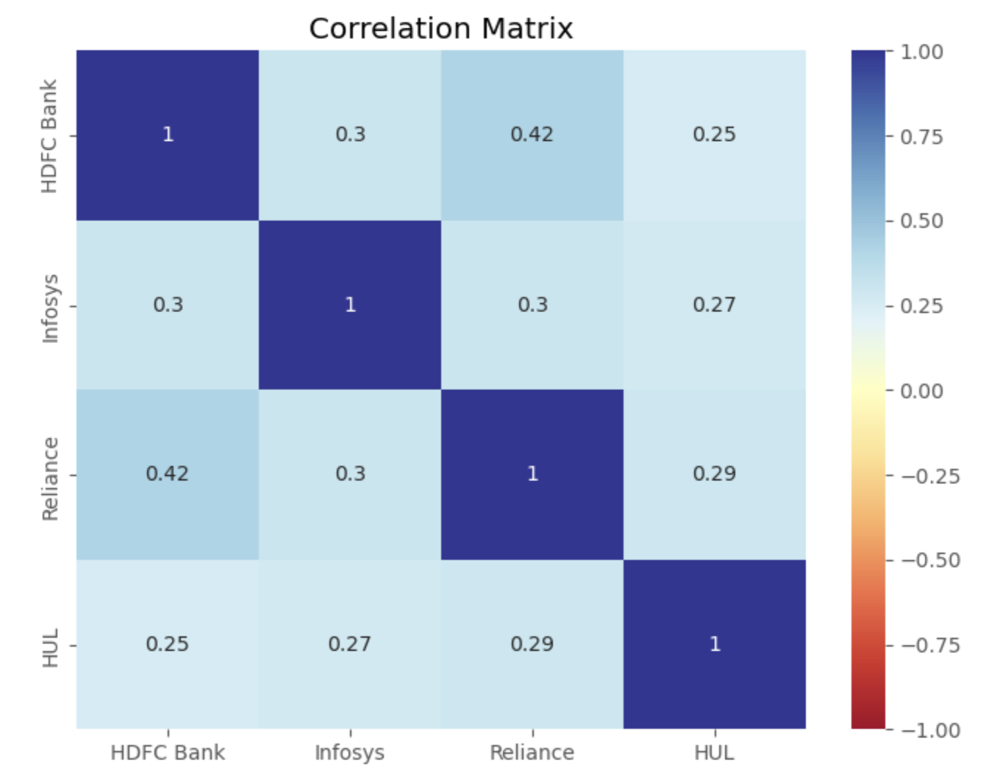 Correlation Matrix
HDFC Bank
1 0.3 0.42 0.25
Infosys
0.3 1 0.3 0.27
Reliance
0.42 0.3 1 0.29
HUL
0.25 0.27 0.29 1
HDFC Bank Infosys Reliance HUL
1.00
0.75
0.50
0.25
0.00
−0.25
−0.50
−0.75
−1.00